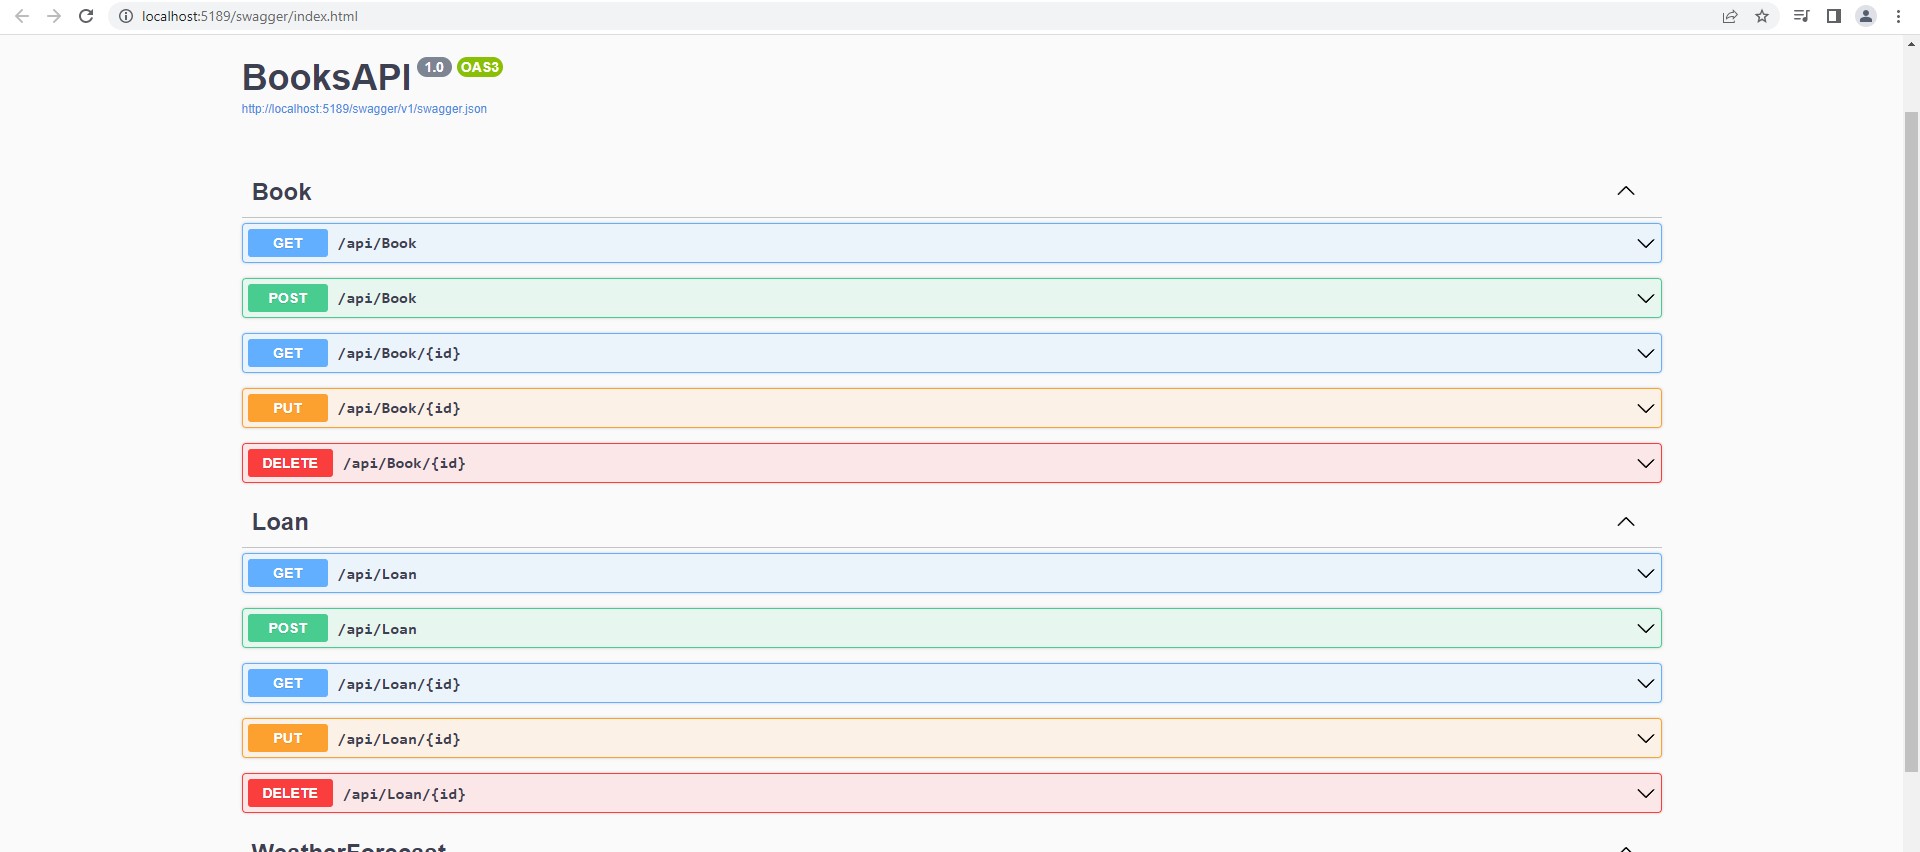 localhost:5189/swagger/index.html
BooksAPI 1.0 OAS3
http://localhost:5189/swagger/v1/swagger.json
Book
GET /api/Book
POST /api/Book
GET /api/Book/{id}
PUT /api/Book/{id}
DELETE /api/Book/{id}
Loan
GET /api/Loan
POST /api/Loan
GET /api/Loan/{id}
PUT /api/Loan/{id}
DELETE /api/Loan/{id}
WeatherForecast